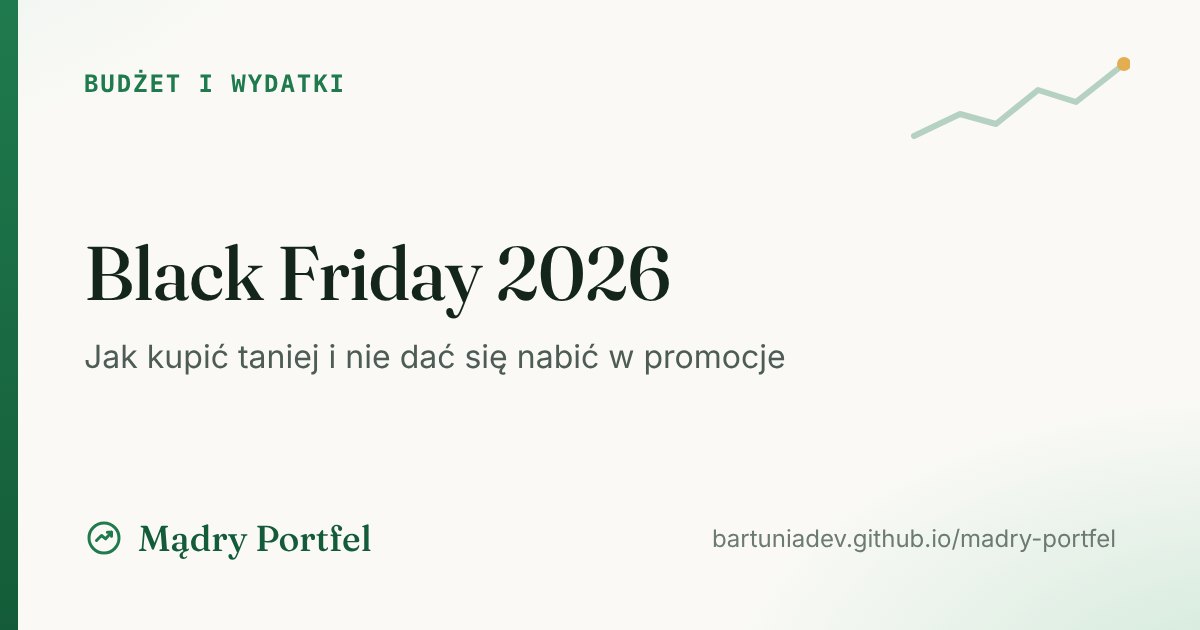 BUDŻET I WYDATKI
Black Friday 2026
Jak kupić taniej i nie dać się nabić w promocje
Mądry Portfel
bartuniadev.github.io/madry-portfel